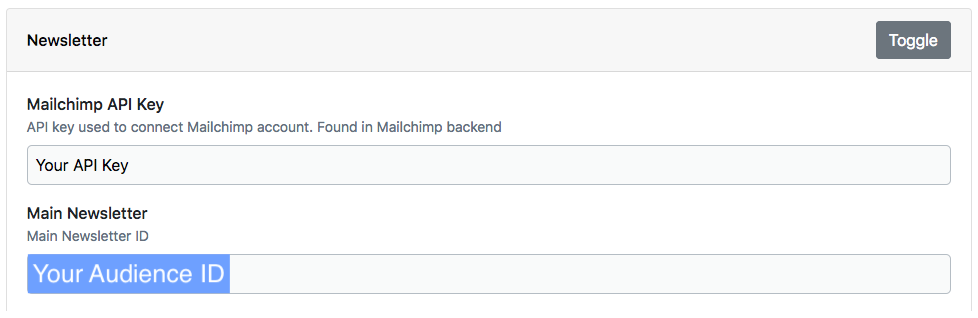 Newsletter
Toggle
Mailchimp API Key
API key used to connect Mailchimp account. Found in Mailchimp backend
Your API Key
Main Newsletter
Main Newsletter ID
Your Audience ID